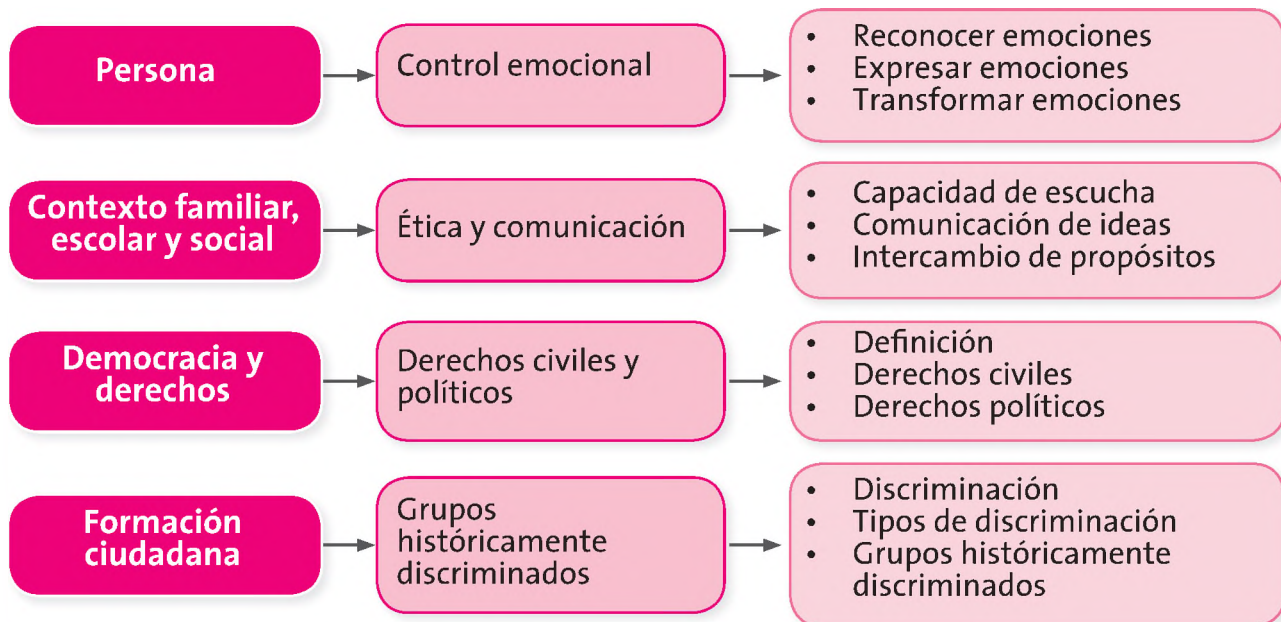 Persona
Control emocional
• Reconocer emociones
• Expresar emociones
• Transformar emociones
Contexto familiar,
escolar y social
Ética y comunicación
• Capacidad de escucha
• Comunicación de ideas
• Intercambio de propósitos
Democracia y
derechos
Derechos civiles y
políticos
• Definición
• Derechos civiles
• Derechos políticos
Formación
ciudadana
Grupos
históricamente
discriminados
• Discriminación
• Tipos de discriminación
• Grupos históricamente
discriminados